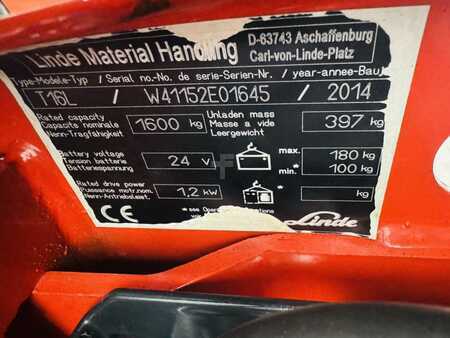 Linde Material Handling
D-63743 Aschaffenburg
Carl-von-Linde-Platz
Type-Modele-Typ / Serial no.-No. de serie-Serien-Nr. / year-annee-Bau
T16L / W41152E01645 / 2014
Rated capacity
Capacite nominale
Nenn-Tragfähigkeit
1600 kg
Unladen mass
Masse a vide
Leergewicht
397 kg
Battery voltage
Tension batterie
Batteriespannung
24 V
max. 180 kg
min.* 100 kg
Rated drive power
Puissance motr.nom.
Nenn-Antriebsleist.
1,2 kW
kg
CE
* see Operating
Linde